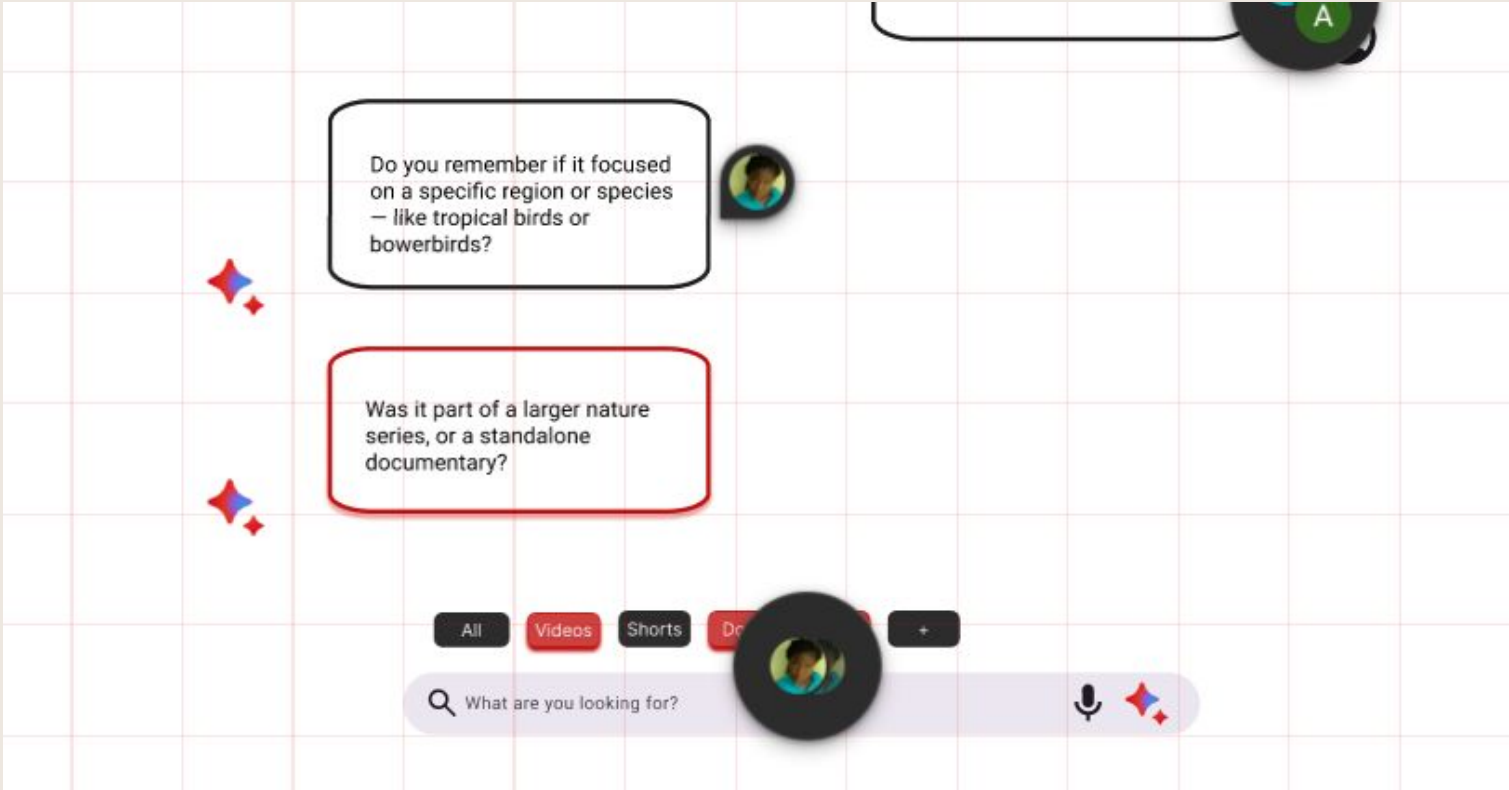 A
Do you remember if it focused
on a specific region or species
— like tropical birds or
bowerbirds?
Was it part of a larger nature
series, or a standalone
documentary?
All Videos Shorts +
What are you looking for?